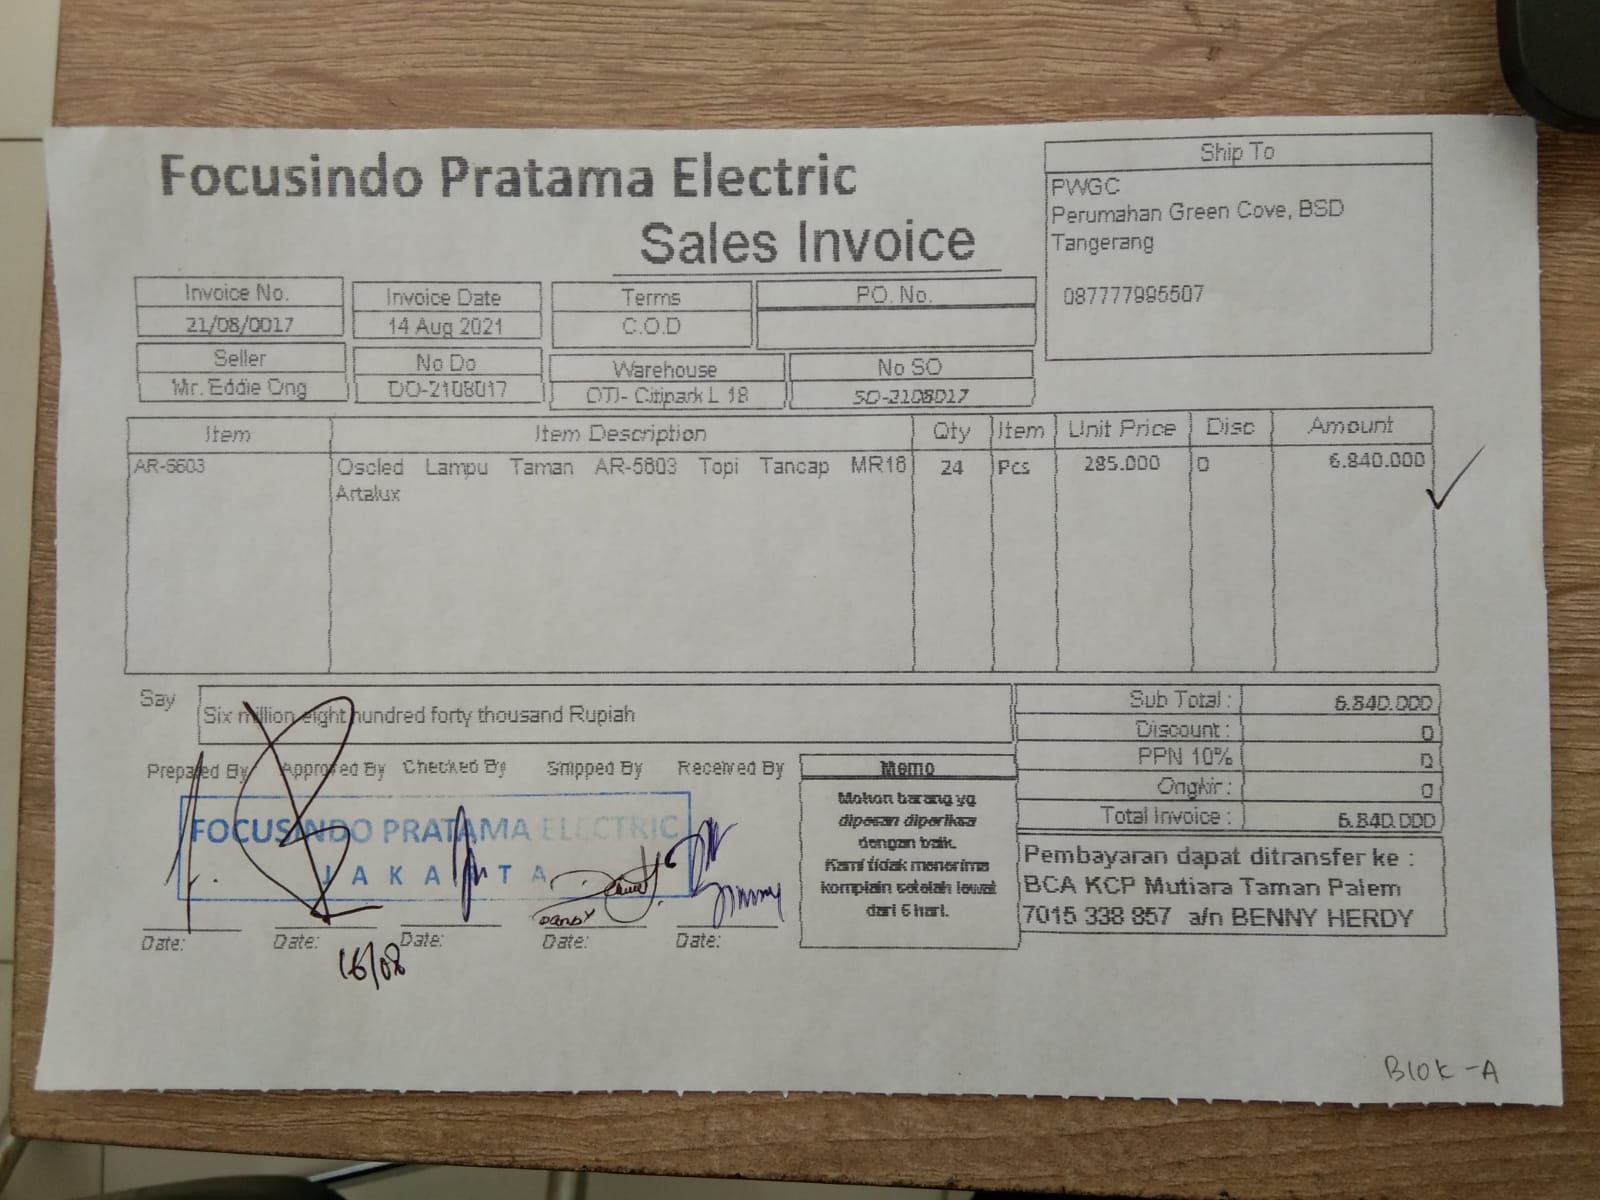 Focusindo Pratama Electric
Sales Invoice
Ship To
PWGC
Perumahan Green Cove, BSD
Tangerang
087777995507
Invoice No.
21/08/0017
Invoice Date
14 Aug 2021
Terms
C.O.D
PO. No.
Seller
Mr. Eddie Ong
No Do
DO-2108017
Warehouse
OTI- Citipark L 18
No SO
SO-2108017
Item Item Description Qty Item Unit Price Disc Amount
AR-5603 Oscled Lampu Taman AR-5603 Topi Tancap MR16 24 Pcs 285.000 0 6.840.000
Artalux
Say
Six million eight hundred forty thousand Rupiah
Sub Total : 6.840.000
Discount : 0
PPN 10% 0
Ongkir : 0
Total Invoice : 6.840.000
Prepared By Approved By Checked By Shipped By Received By
FOCUSINDO PRATAMA ELECTRIC
JAKARTA
Date: Date: Date: Date: Date:
16/08
Memo
Mohon barang yg
dipesan diperiksa
dengan baik.
Kami tidak menerima
komplain setelah lewat
dari 6 hari.
Pembayaran dapat ditransfer ke :
BCA KCP Mutiara Taman Palem
7015 338 857 a/n BENNY HERDY
Blok -A